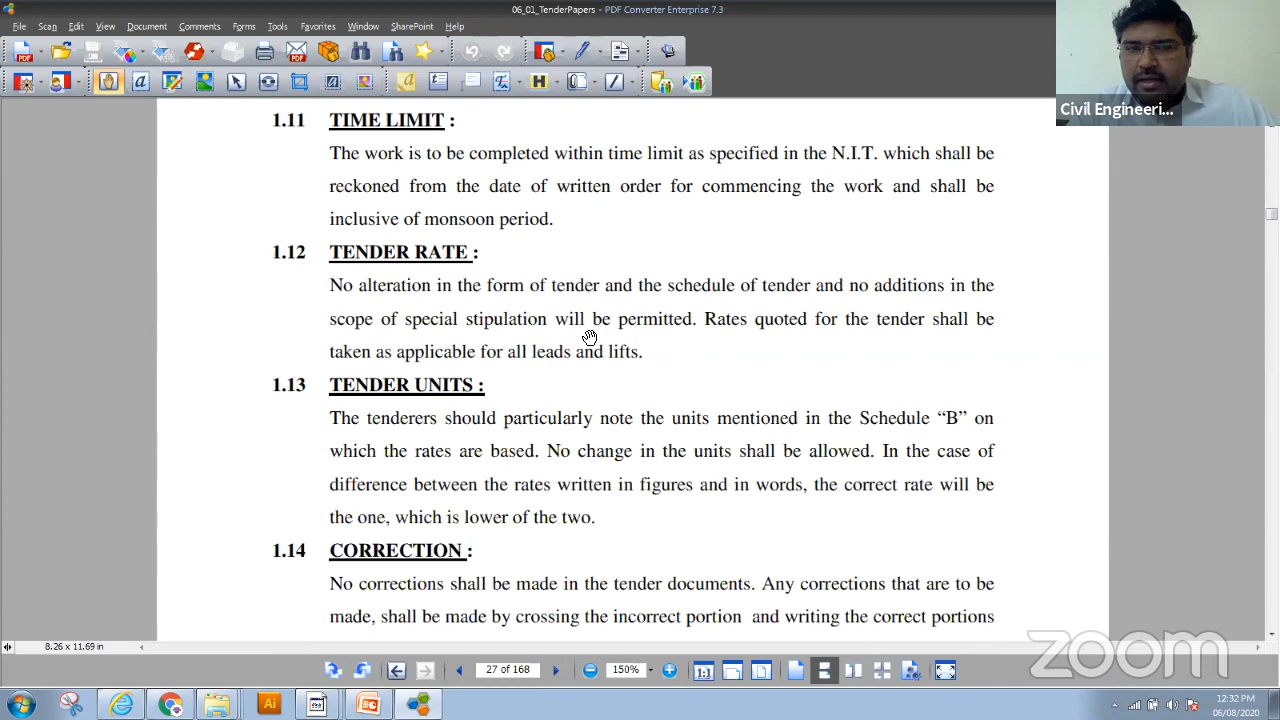 06_01_TenderPapers - PDF Converter Enterprise 7.3
File Scan Edit View Document Comments Forms Tools Favorites Window SharePoint Help
Civil Engineeri...
1.11 TIME LIMIT :
The work is to be completed within time limit as specified in the N.I.T. which shall be
reckoned from the date of written order for commencing the work and shall be
inclusive of monsoon period.
1.12 TENDER RATE :
No alteration in the form of tender and the schedule of tender and no additions in the
scope of special stipulation will be permitted. Rates quoted for the tender shall be
taken as applicable for all leads and lifts.
1.13 TENDER UNITS :
The tenderers should particularly note the units mentioned in the Schedule “B” on
which the rates are based. No change in the units shall be allowed. In the case of
difference between the rates written in figures and in words, the correct rate will be
the one, which is lower of the two.
1.14 CORRECTION :
No corrections shall be made in the tender documents. Any corrections that are to be
made, shall be made by crossing the incorrect portion and writing the correct portions
8.26 x 11.69 in
zoom
27 of 168
150%
1:1
Ai
12:32 PM
06/08/2020